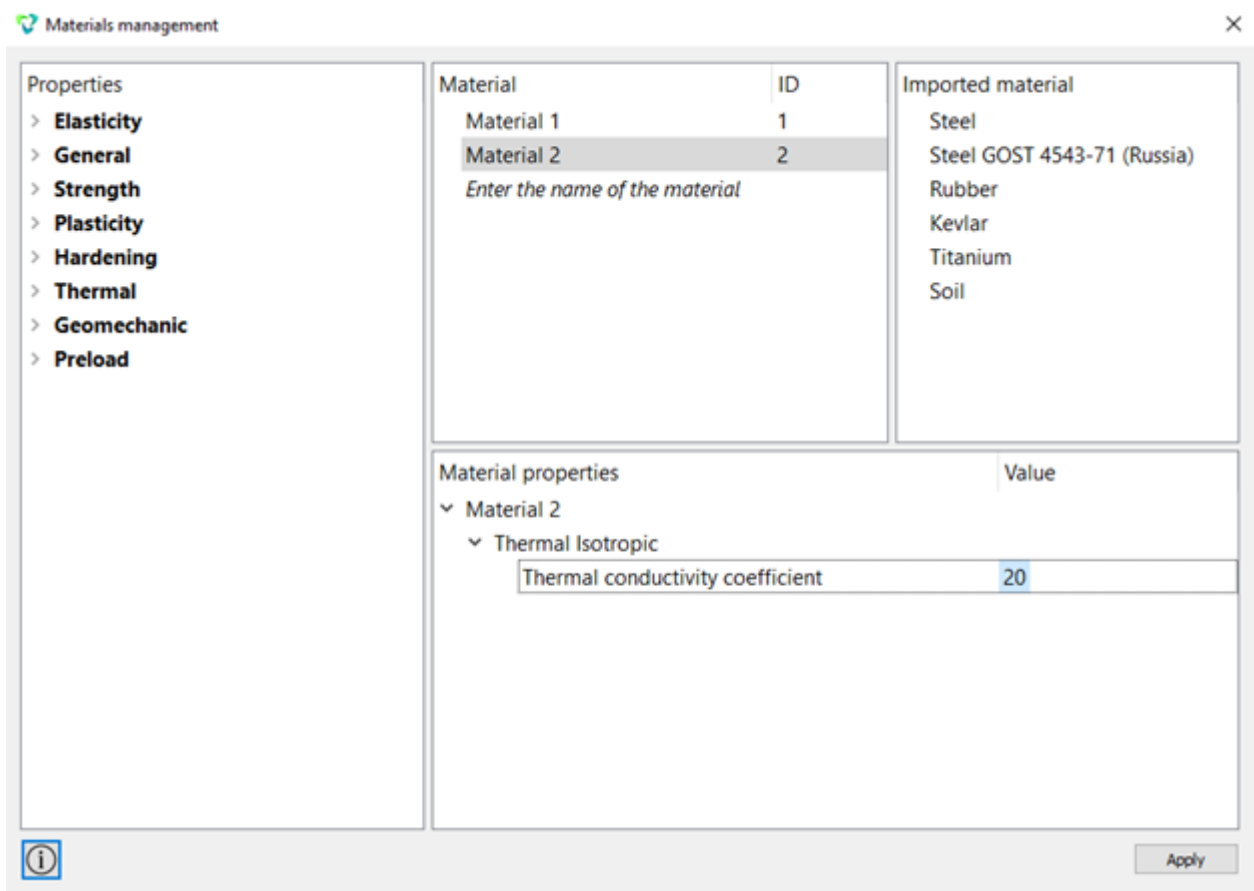 Materials management
Properties
Elasticity
General
Strength
Plasticity
Hardening
Thermal
Geomechanic
Preload
Material ID
Material 1 1
Material 2 2
Enter the name of the material
Imported material
Steel
Steel GOST 4543-71 (Russia)
Rubber
Kevlar
Titanium
Soil
Material properties Value
Material 2
Thermal Isotropic
Thermal conductivity coefficient 20
Apply